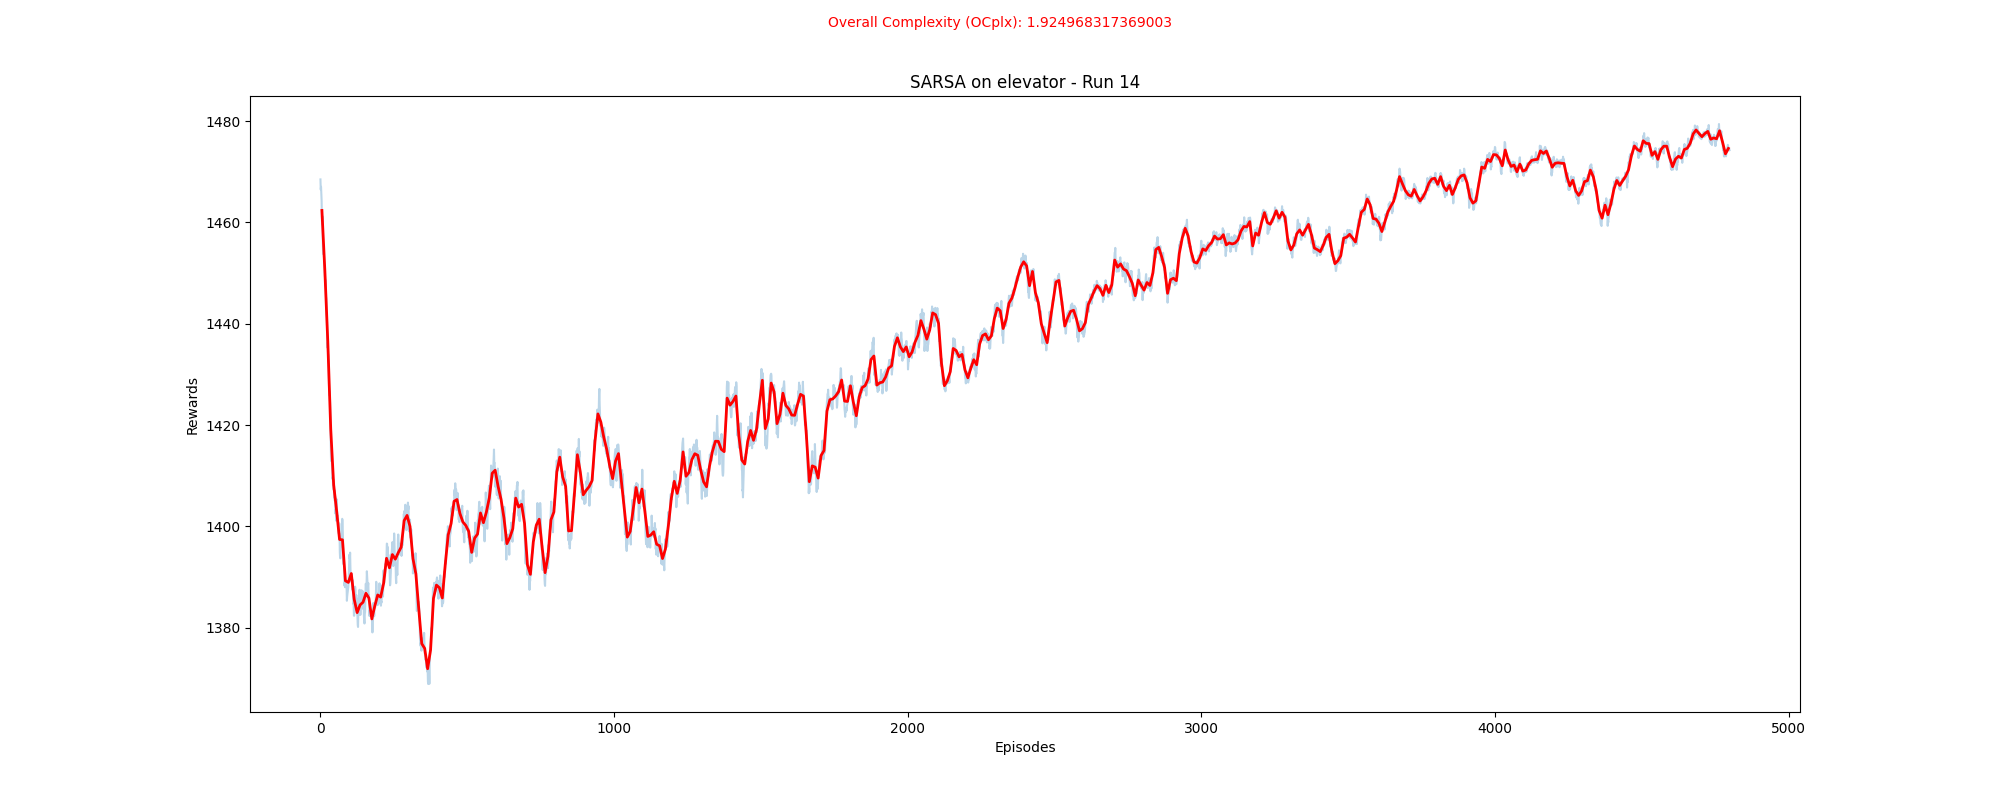 Overall Complexity (OCplx): 1.924968317369003
SARSA on elevator - Run 14
1480
1460
1440
1420
1400
1380
Rewards
0 1000 2000 3000 4000 5000
Episodes